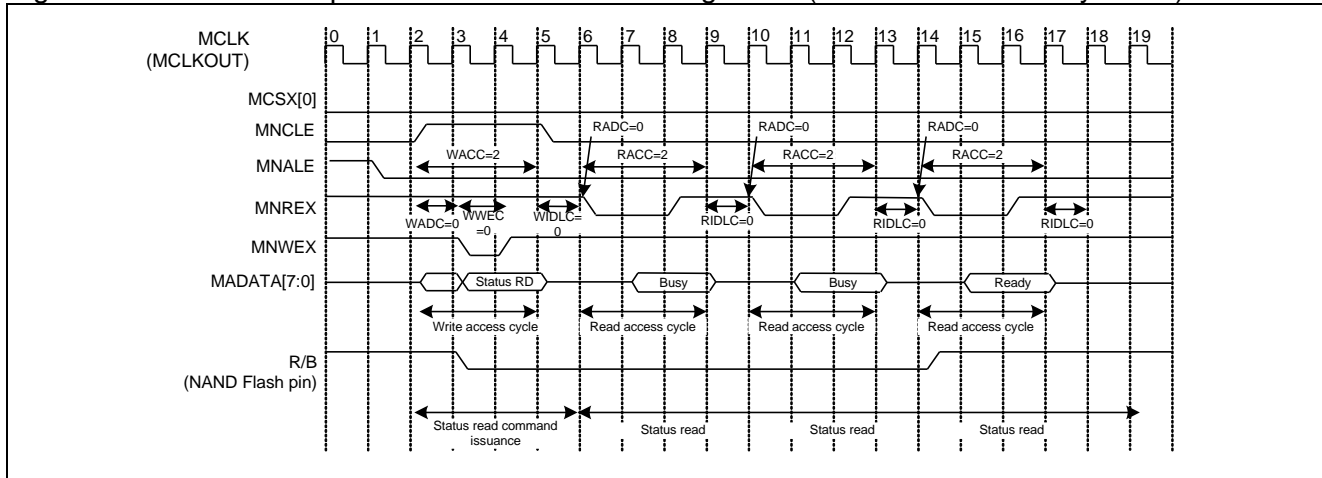 0 1 2 3 4 5 6 7 8 9 10 11 12 13 14 15 16 17 18 19
MCLK
(MCLKOUT)
MCSX[0]
MNCLE
RADC=0 RADC=0 RADC=0
WACC=2 RACC=2 RACC=2 RACC=2
MNALE
MNREX
WADC=0 WWEC
=0
WIDLC=
0
RIDLC=0 RIDLC=0 RIDLC=0
MNWEX
MADATA[7:0]
Status RD Busy Busy Ready
Write access cycle Read access cycle Read access cycle Read access cycle
R/B
(NAND Flash pin)
Status read command
issuance
Status read Status read Status read